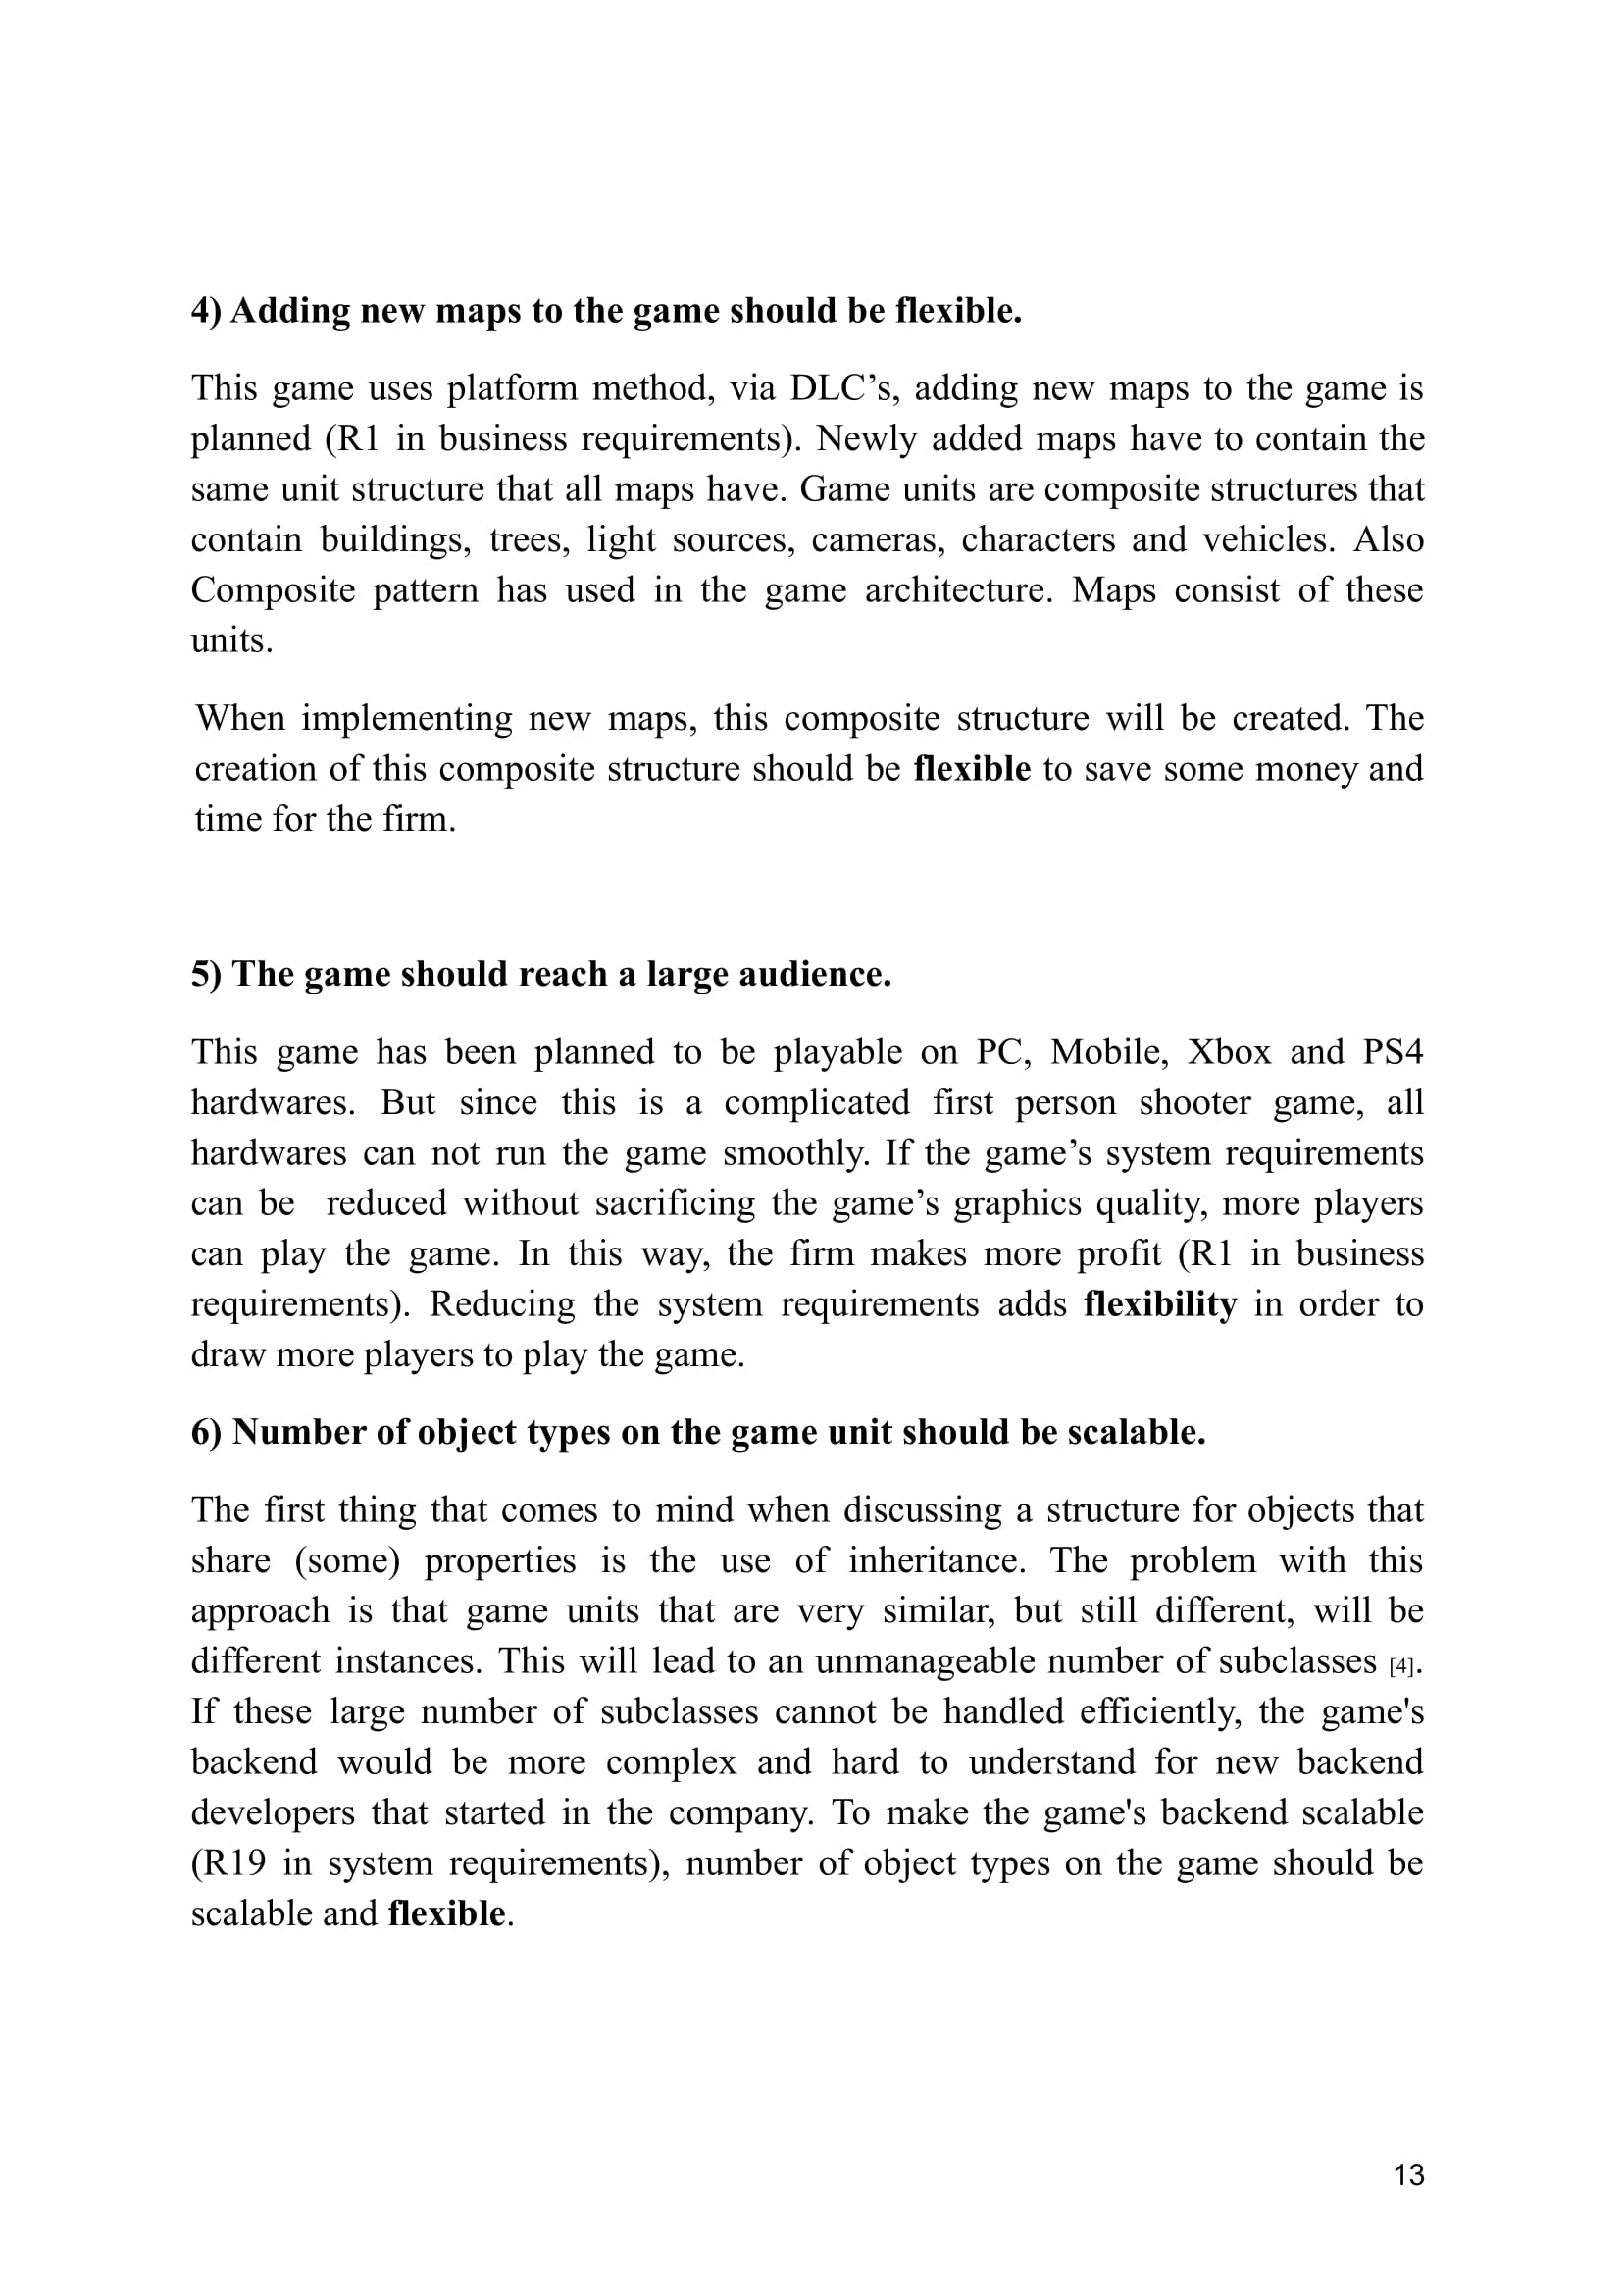 4) Adding new maps to the game should be flexible.
This game uses platform method, via DLC’s, adding new maps to the game is
planned (R1 in business requirements). Newly added maps have to contain the
same unit structure that all maps have. Game units are composite structures that
contain buildings, trees, light sources, cameras, characters and vehicles. Also
Composite pattern has used in the game architecture. Maps consist of these
units.
When implementing new maps, this composite structure will be created. The
creation of this composite structure should be flexible to save some money and
time for the firm.
5) The game should reach a large audience.
This game has been planned to be playable on PC, Mobile, Xbox and PS4
hardwares. But since this is a complicated first person shooter game, all
hardwares can not run the game smoothly. If the game’s system requirements
can be  reduced without sacrificing the game’s graphics quality, more players
can play the game. In this way, the firm makes more profit (R1 in business
requirements). Reducing the system requirements adds flexibility in order to
draw more players to play the game.
6) Number of object types on the game unit should be scalable.
The first thing that comes to mind when discussing a structure for objects that
share (some) properties is the use of inheritance. The problem with this
approach is that game units that are very similar, but still different, will be
different instances. This will lead to an unmanageable number of subclasses [4].
If these large number of subclasses cannot be handled efficiently, the game's
backend would be more complex and hard to understand for new backend
developers that started in the company. To make the game's backend scalable
(R19 in system requirements), number of object types on the game should be
scalable and flexible.
13